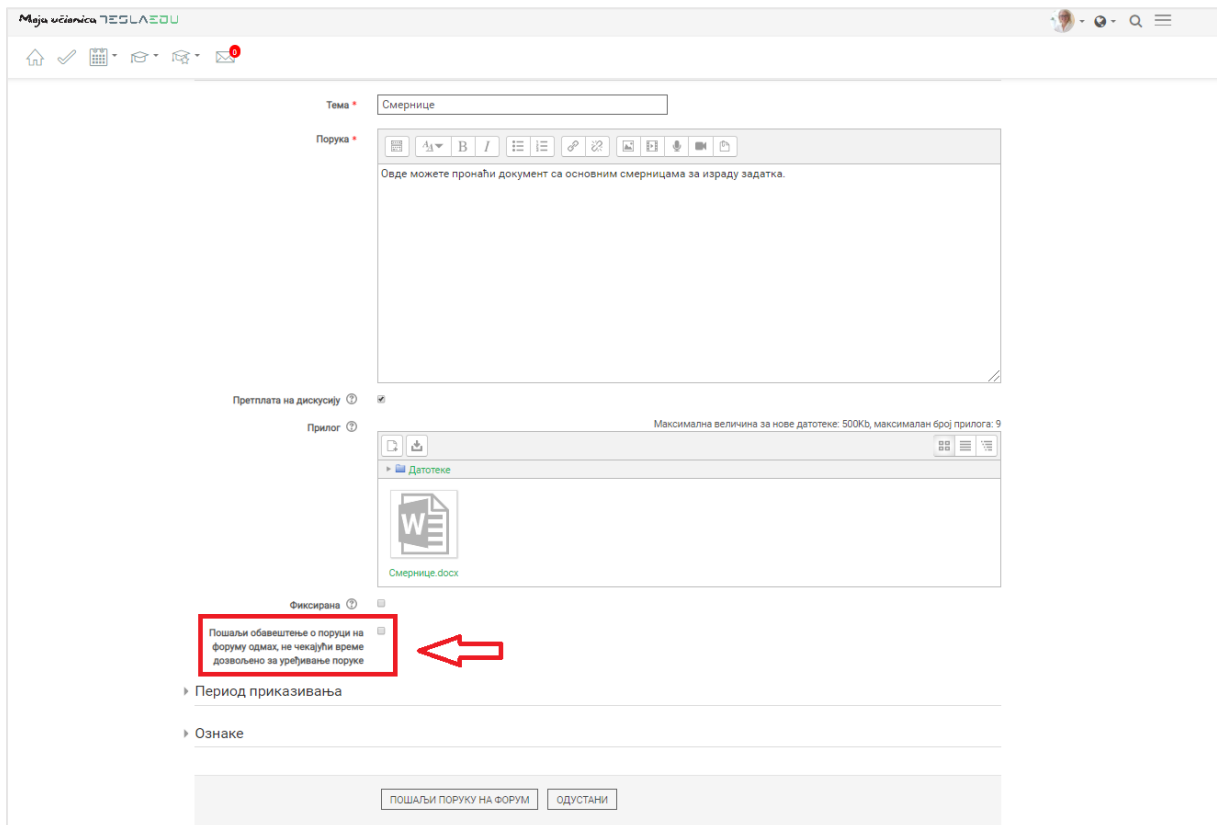 Moja učionica TESLAEDU
0
Тема *
Смернице
Порука *
Овде можете пронаћи документ са основним смерницама за израду задатка.
Претплата на дискусију
Прилог
Максимална величина за нове датотеке: 500Kb, максималан број прилога: 9
Датотеке
W
Смернице.docx
Фиксирана
Пошаљи обавештење о поруци на
форуму одмах, не чекајући време
дозвољено за уређивање поруке
Период приказивања
Ознаке
ПОШАЉИ ПОРУКУ НА ФОРУМ
ОДУСТАНИ